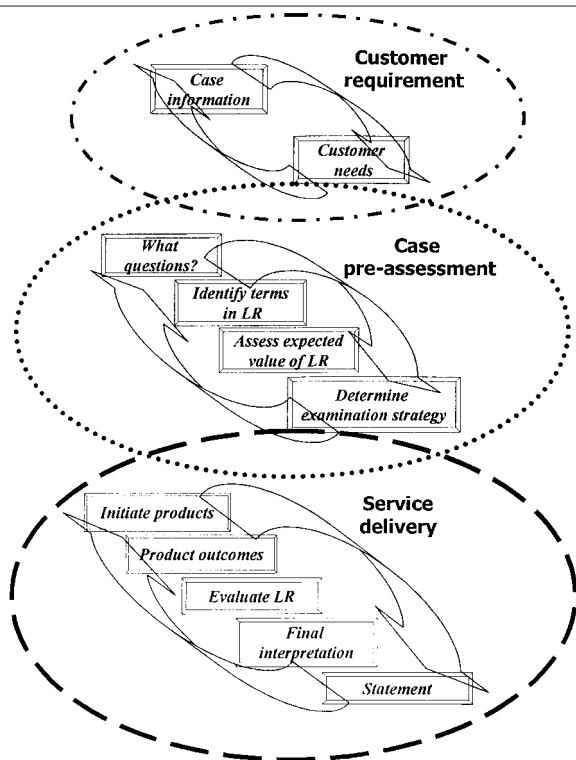 Customer
requirement
Case
information
Customer
needs
Case
pre-assessment
What
questions?
Identify terms
in LR
Assess expected
value of LR
Determine
examination strategy
Service
delivery
Initiate products
Product outcomes
Evaluate LR
Final
interpretation
Statement